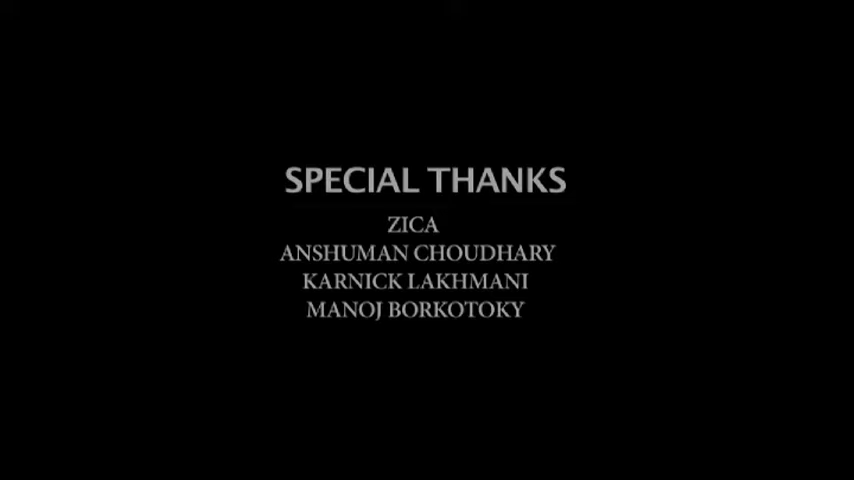 SPECIAL THANKS
ZICA
ANSHUMAN CHOUDHARY
KARNICK LAKHMANI
MANOJ BORKOTOKY